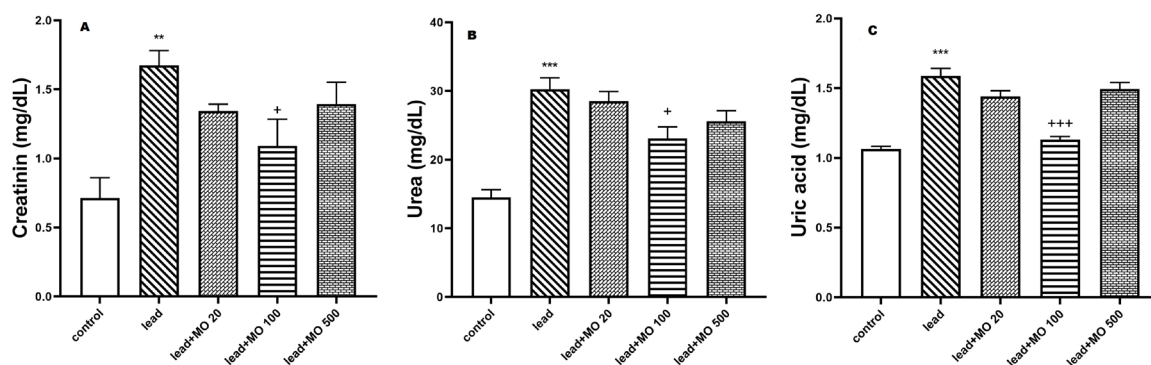 A
Creatinin (mg/dL)
2.0
1.5
1.0
0.5
0.0
**
+
control
lead
lead+MO 20
lead+MO 100
lead+MO 500
B
Urea (mg/dL)
40
30
20
10
0
***
+
control
lead
lead+MO 20
lead+MO 100
lead+MO 500
C
Uric acid (mg/dL)
2.0
1.5
1.0
0.5
0.0
***
+++
control
lead
lead+MO 20
lead+MO 100
lead+MO 500